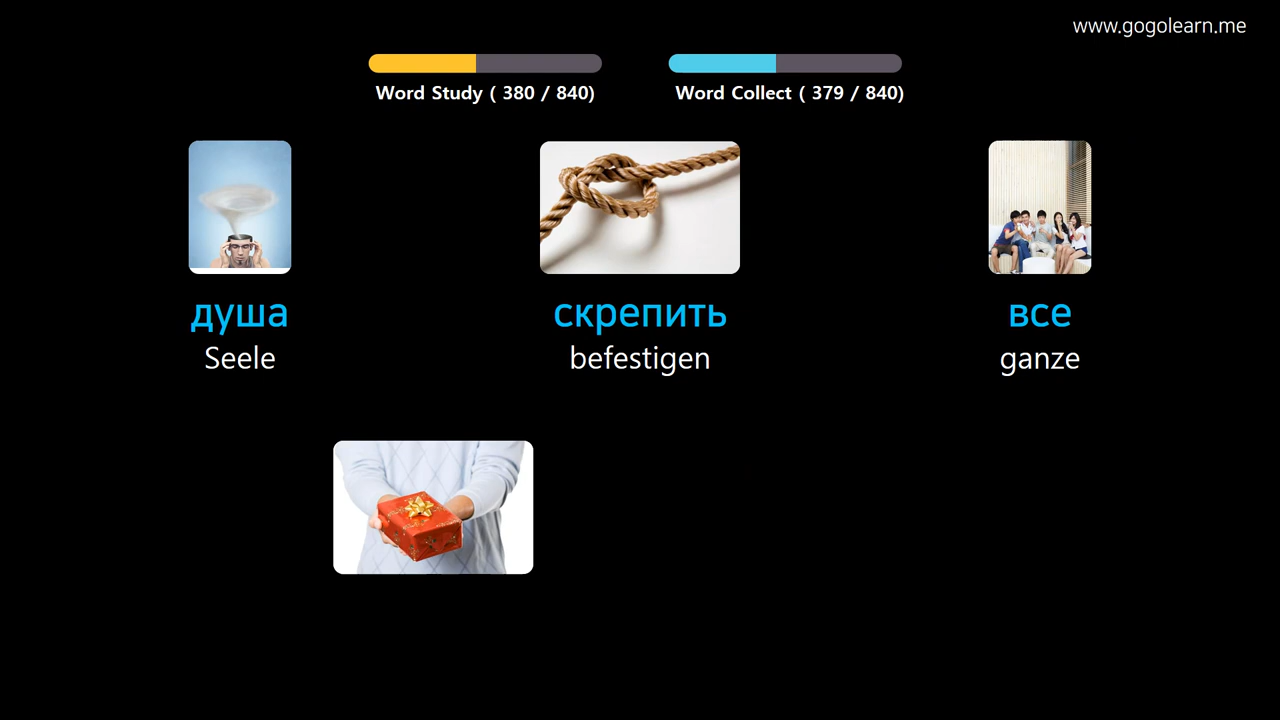 www.gogolearn.me
Word Study ( 380 / 840)
Word Collect ( 379 / 840)
душа
скрепить
все
Seele
befestigen
ganze